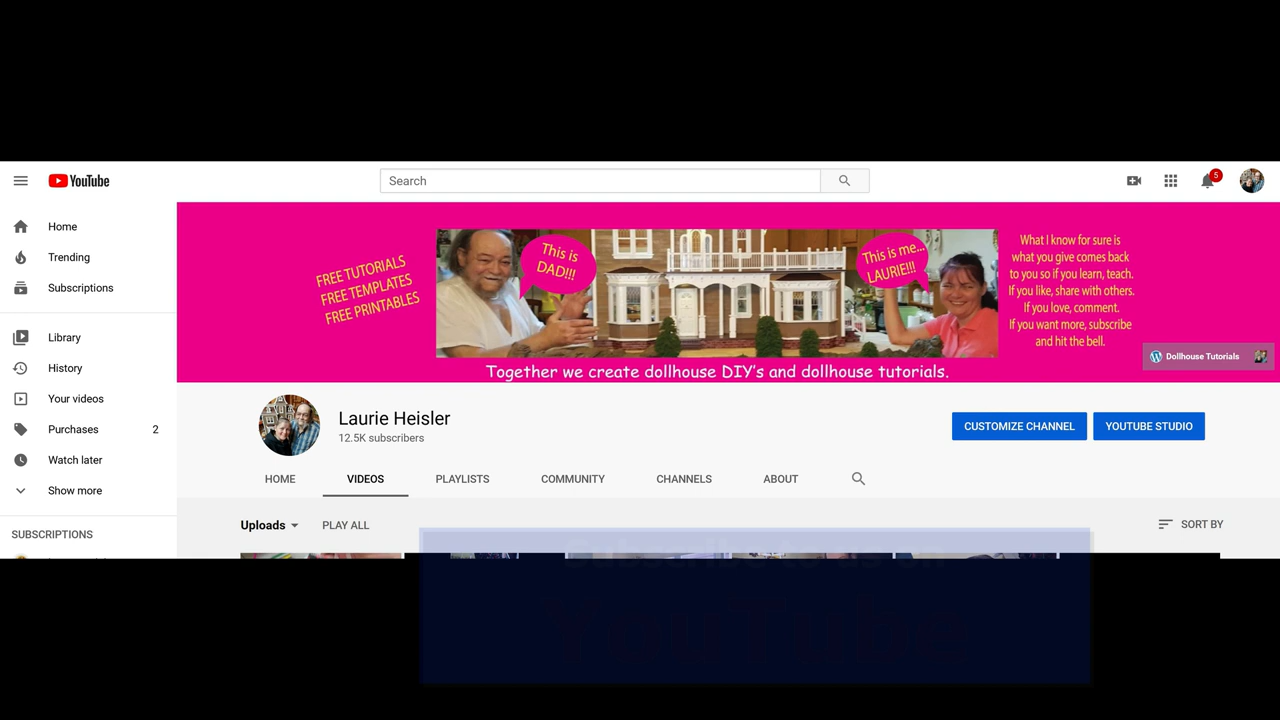 YouTube
Search
5
Home
Trending
Subscriptions
Library
History
Your videos
Purchases 2
Watch later
Show more
SUBSCRIPTIONS
FREE TUTORIALS
FREE TEMPLATES
FREE PRINTABLES
This is
DAD!!!
This is me...
LAURIE!!!
What I know for sure is
what you give comes back
to you so if you learn, teach.
If you like, share with others.
If you love, comment.
If you want more, subscribe
and hit the bell.
Dollhouse Tutorials
Together we create dollhouse DIY's and dollhouse tutorials.
Laurie Heisler
12.5K subscribers
CUSTOMIZE CHANNEL
YOUTUBE STUDIO
HOME VIDEOS PLAYLISTS COMMUNITY CHANNELS ABOUT
Uploads PLAY ALL SORT BY
Subscribe to us on
YouTube